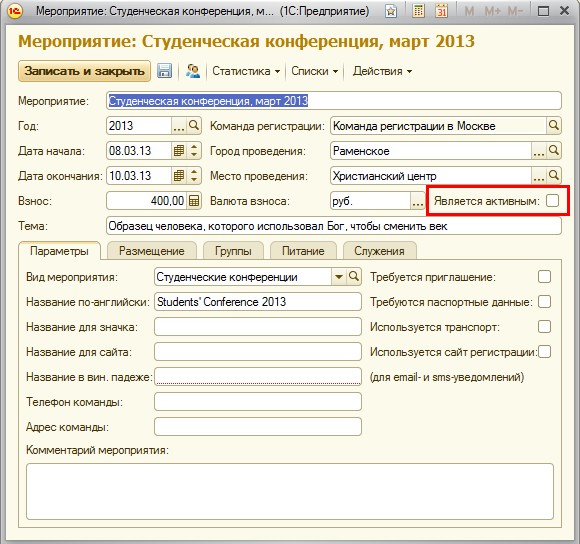 Мероприятие: Студенческая конференция, м... (1С:Предприятие)
31 M M+ M-
Мероприятие: Студенческая конференция, март 2013
Записать и закрыть Статистика Списки Действия
Мероприятие: Студенческая конференция, март 2013
Год: 2013 ... Команда регистрации: Команда регистрации в Москве
Дата начала: 08.03.13 Город проведения: Раменское ...
Дата окончания: 10.03.13 Место проведения: Христианский центр ...
Взнос: 400,00 Валюта взноса: руб. ... Является активным:
Тема: Образец человека, которого использовал Бог, чтобы сменить век
Параметры Размещение Группы Питание Служения
Вид мероприятия: Студенческие конференции Требуется приглашение:
Название по-английски: Students' Conference 2013 Требуются паспортные данные:
Название для значка: Используется транспорт:
Название для сайта: Используется сайт регистрации:
Название в вин. падеже: (для email- и sms-уведомлений)
Телефон команды:
Адрес команды:
Комментарий мероприятия: